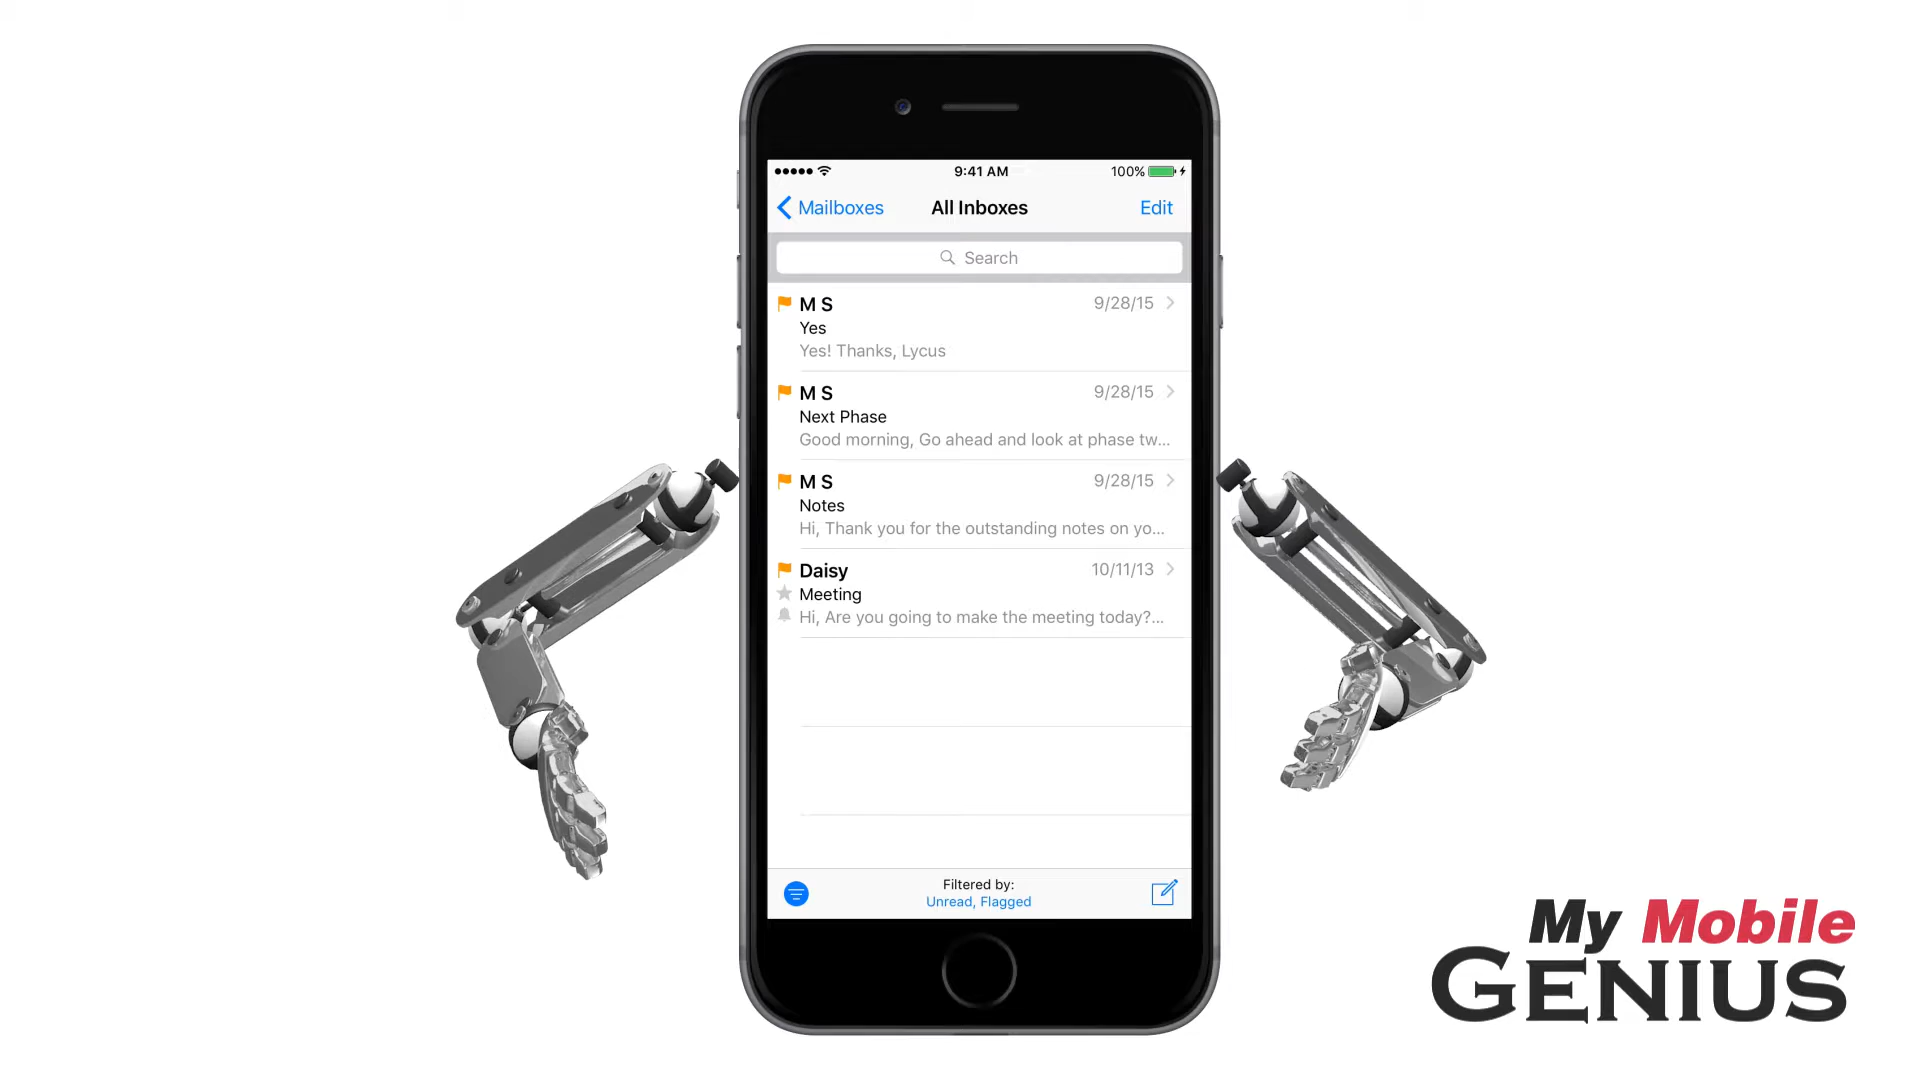 9:41 AM
100%
Mailboxes
All Inboxes
Edit
Search
M S
9/28/15
Yes
Yes! Thanks, Lycus
M S
9/28/15
Next Phase
Good morning, Go ahead and look at phase tw...
M S
9/28/15
Notes
Hi, Thank you for the outstanding notes on yo...
Daisy
10/11/13
Meeting
Hi, Are you going to make the meeting today?...
Filtered by:
Unread, Flagged
My Mobile
GENIUS